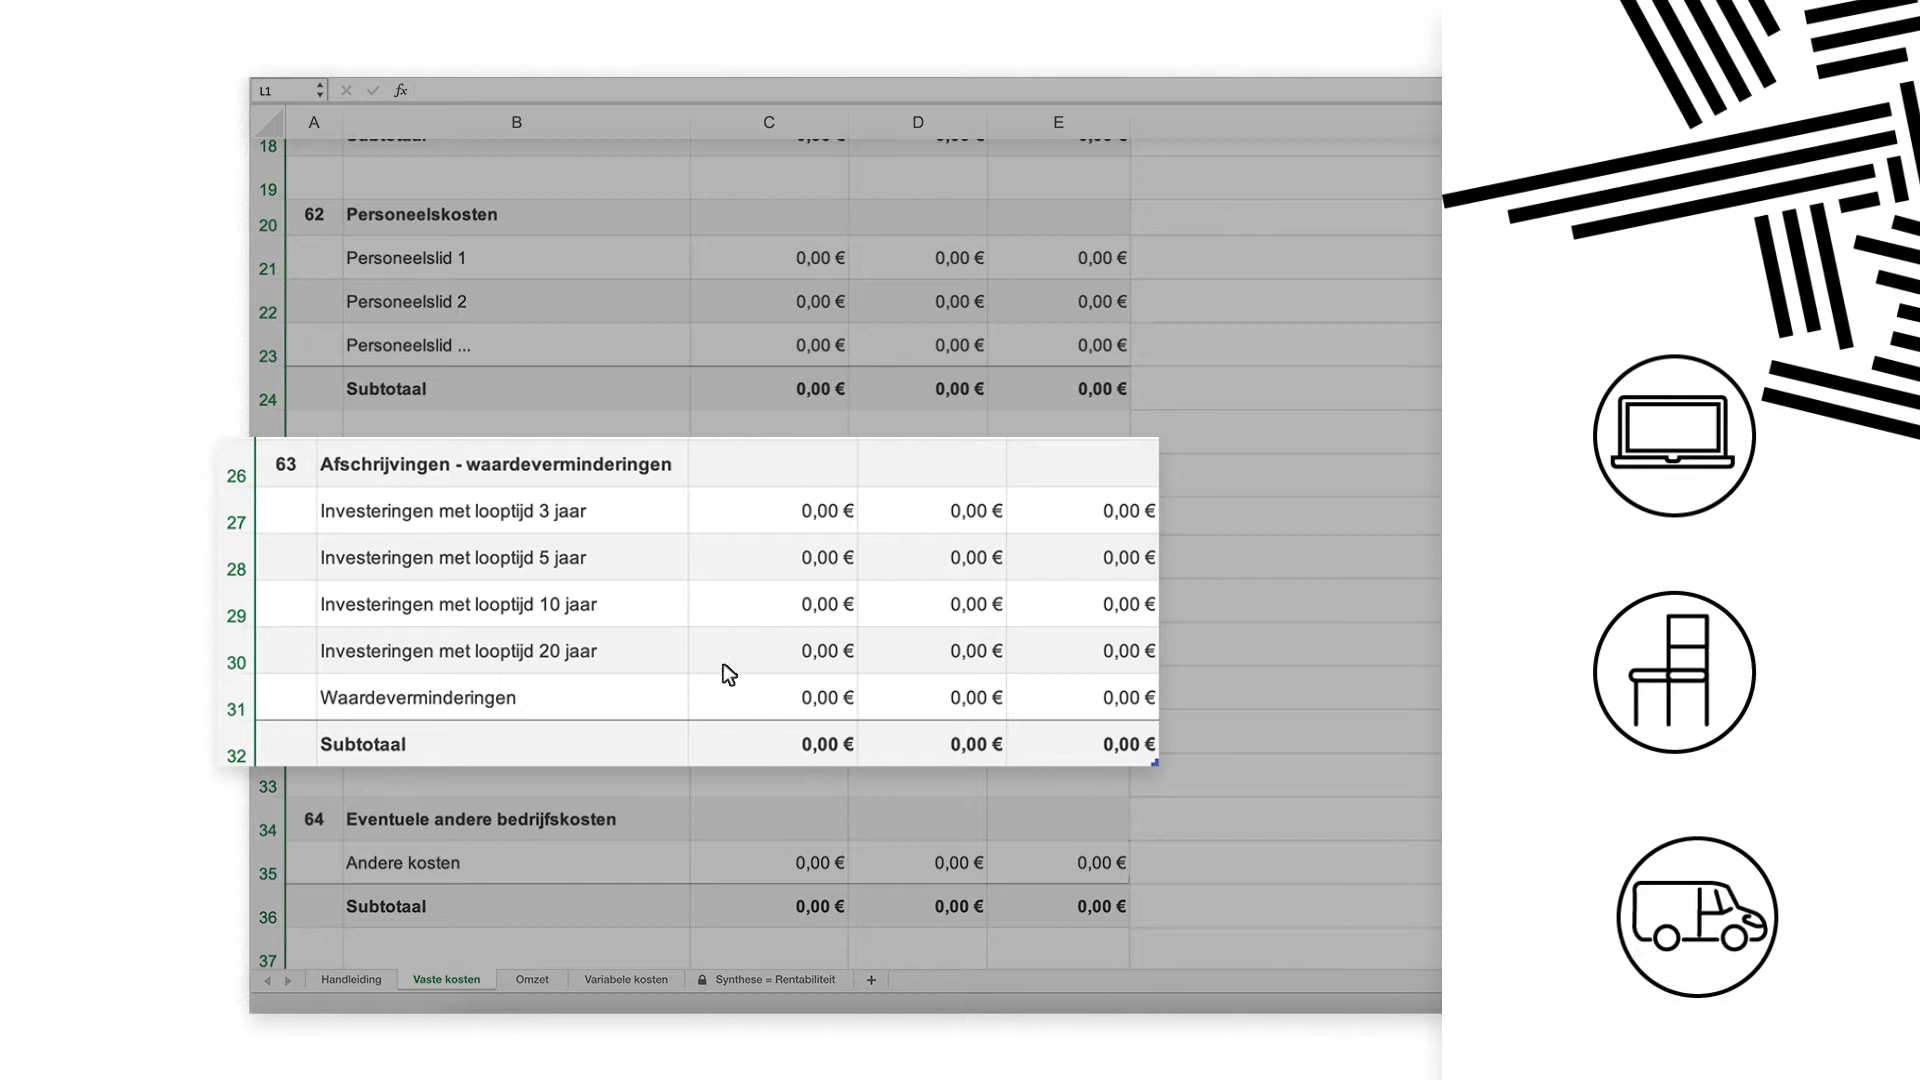 L1 fx
A B C D E
18 Subtotaal 0,00 € 0,00 € 0,00 €
19
20 62 Personeelskosten
21 Personeelslid 1 0,00 € 0,00 € 0,00 €
22 Personeelslid 2 0,00 € 0,00 € 0,00 €
23 Personeelslid ... 0,00 € 0,00 € 0,00 €
24 Subtotaal 0,00 € 0,00 € 0,00 €
26 63 Afschrijvingen - waardeverminderingen
27 Investeringen met looptijd 3 jaar 0,00 € 0,00 € 0,00 €
28 Investeringen met looptijd 5 jaar 0,00 € 0,00 € 0,00 €
29 Investeringen met looptijd 10 jaar 0,00 € 0,00 € 0,00 €
30 Investeringen met looptijd 20 jaar 0,00 € 0,00 € 0,00 €
31 Waardeverminderingen 0,00 € 0,00 € 0,00 €
32 Subtotaal 0,00 € 0,00 € 0,00 €
33
34 64 Eventuele andere bedrijfskosten
35 Andere kosten 0,00 € 0,00 € 0,00 €
36 Subtotaal 0,00 € 0,00 € 0,00 €
37
Handleiding Vaste kosten Omzet Variabele kosten Synthese = Rentabiliteit +